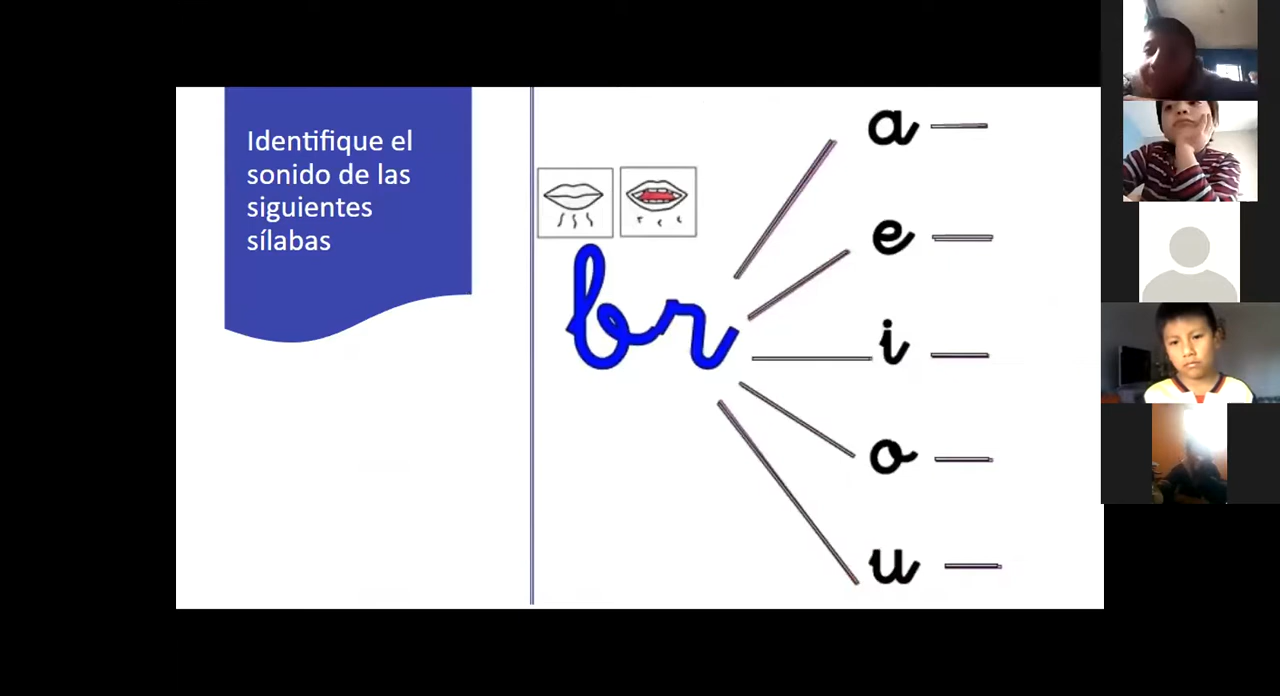 Identifique el
sonido de las
siguientes
sílabas
br
a
e
i
o
u